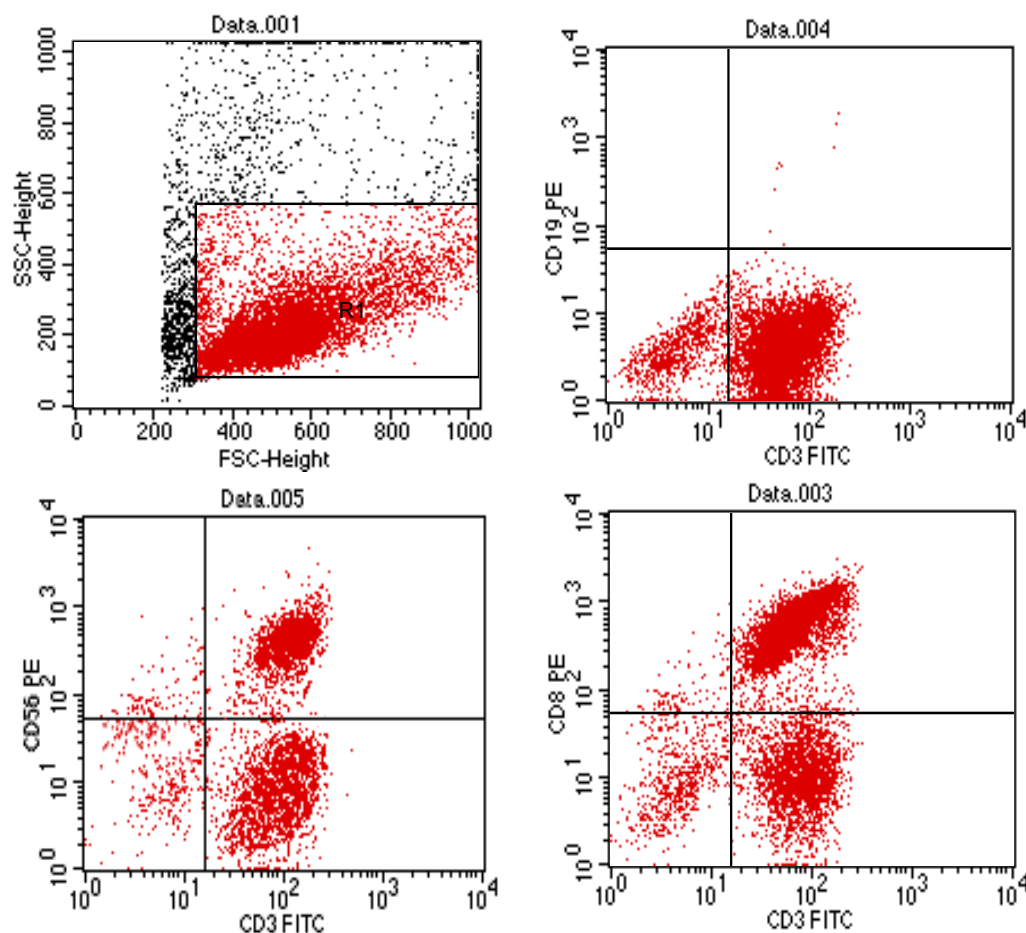 Data.001
SSC-Height
0 200 400 600 800 1000
R1
0 200 400 600 800 1000
FSC-Height
Data.004
CD19 PE
10^0 10^1 10^2 10^3 10^4
10^0 10^1 10^2 10^3 10^4
CD3 FITC
Data.005
CD56 PE
10^0 10^1 10^2 10^3 10^4
10^0 10^1 10^2 10^3 10^4
CD3 FITC
Data.003
CD8 PE
10^0 10^1 10^2 10^3 10^4
10^0 10^1 10^2 10^3 10^4
CD3 FITC